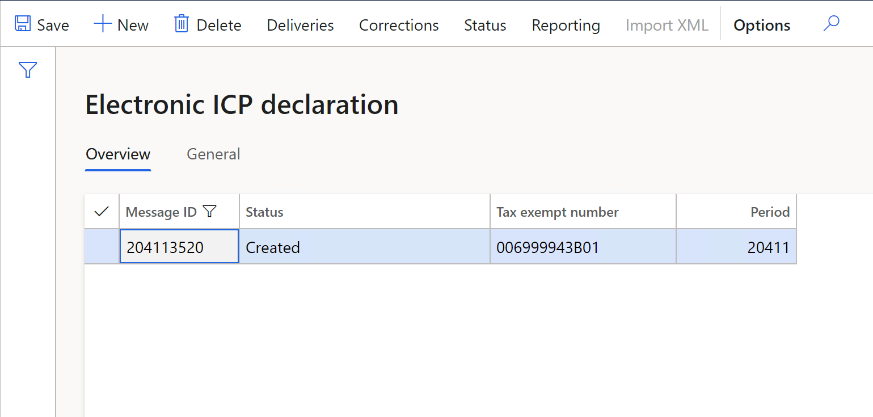 Save New Delete Deliveries Corrections Status Reporting Import XML Options
Electronic ICP declaration
Overview General
Message ID Status Tax exempt number Period
204113520 Created 006999943B01 20411